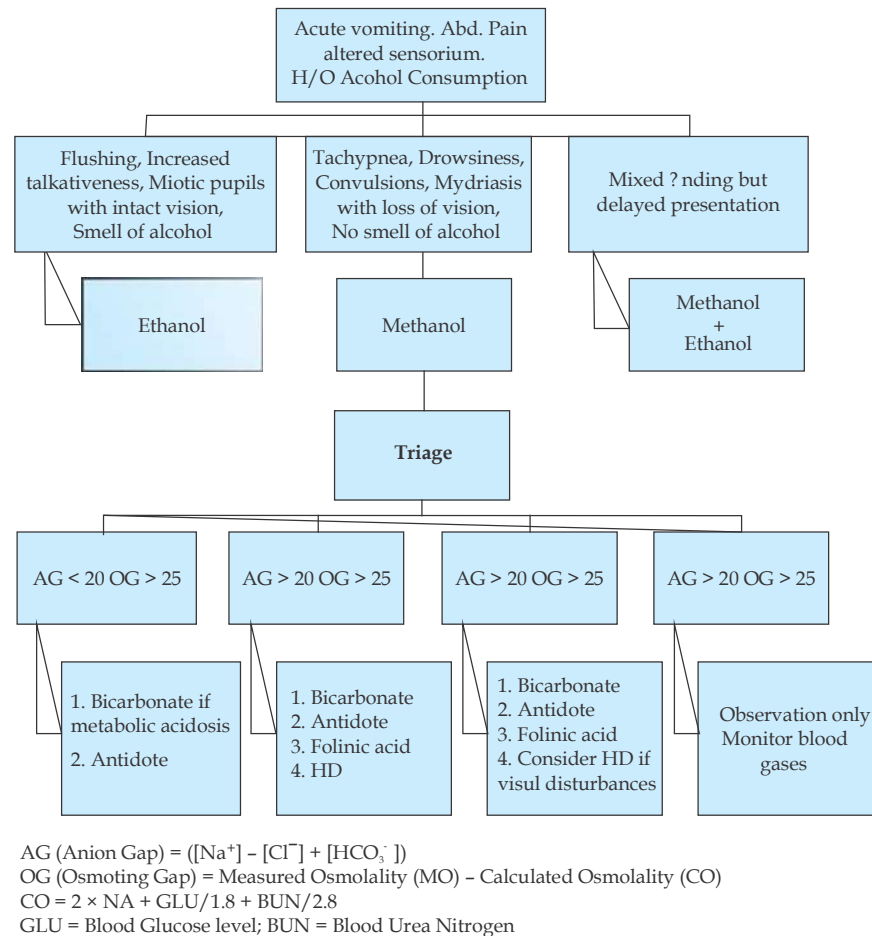 Acute vomiting. Abd. Pain
altered sensorium.
H/O Acohol Consumption
Flushing, Increased
talkativeness, Miotic pupils
with intact vision,
Smell of alcohol
Tachypnea, Drowsiness,
Convulsions, Mydriasis
with loss of vision,
No smell of alcohol
Mixed ?nding but
delayed presentation
Ethanol
Methanol
Methanol
+
Ethanol
Triage
AG < 20 OG > 25
AG > 20 OG > 25
AG > 20 OG > 25
AG > 20 OG > 25
1. Bicarbonate if
metabolic acidosis
2. Antidote
1. Bicarbonate
2. Antidote
3. Folinic acid
4. HD
1. Bicarbonate
2. Antidote
3. Folinic acid
4. Consider HD if
visul disturbances
Observation only
Monitor blood
gases
AG (Anion Gap) = ([Na⁺] – [Cl⁻] + [HCO₃⁻ ])
OG (Osmoting Gap) = Measured Osmolality (MO) – Calculated Osmolality (CO)
CO = 2 × NA + GLU/1.8 + BUN/2.8
GLU = Blood Glucose level; BUN = Blood Urea Nitrogen